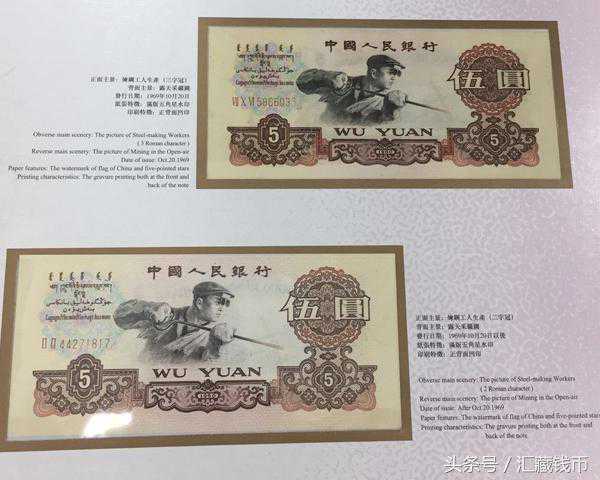 正面主景：煉鋼工人生產（三字冠）
背面主景：露天采礦圖
發行日期：1969年10月20日
紙張特徵：滿版五角星水印
印刷特徵：正背面凹印
Obverse main scenery: The picture of Steel-making Workers
( 3 Roman character )
Reverse main scenery: The picture of Mining in the Open-air
Date of issue: Oct.20.1969
Paper features: The watermark of flag of China and five-pointed stars
Printing characteristics: The gravure printing both at the front and
back of the note
中國人民銀行
伍圓
5
WU YUAN
5
中國人民銀行
伍圓
44271817
5
WU YUAN
5
正面主景：煉鋼工人生產（二字冠）
背面主景：露天采礦圖
發行日期：1969年10月20日以後
紙張特徵：滿版五角星水印
印刷特徵：正背面凹印
Obverse main scenery: The picture of Steel-making Workers
( 2 Roman character )
Reverse main scenery: The picture of Mining in the Open-air
Date of issue: After Oct.20.1969
Paper features: The watermark of flag of China and five-pointed stars
Printing characteristics: The gravure printing both at the front and
back of the note.
头条号／汇藏钱币